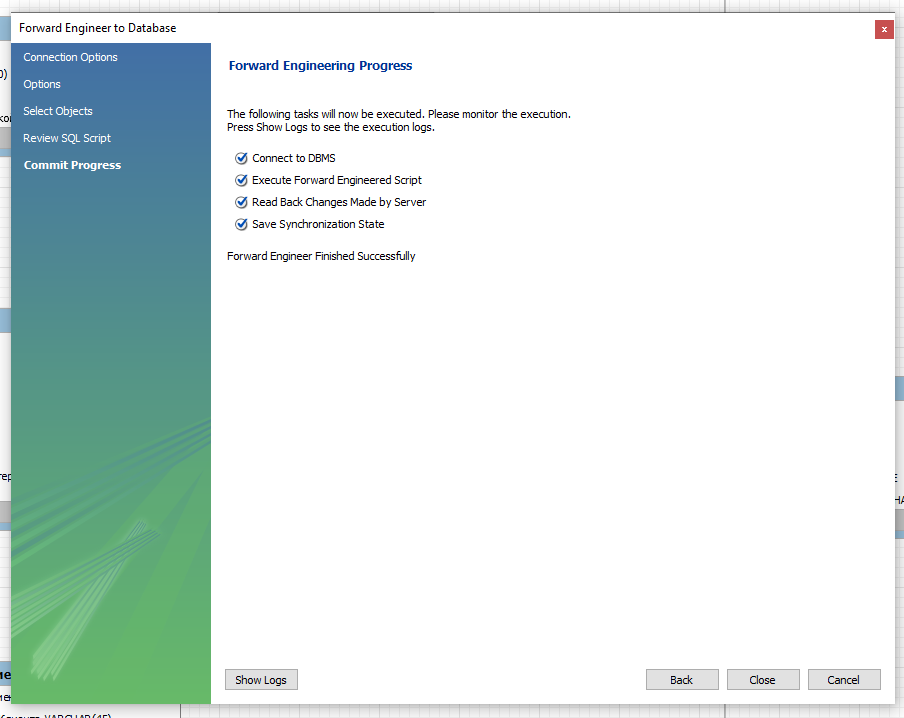 Forward Engineer to Database
x
Connection Options
Options
Select Objects
Review SQL Script
Commit Progress
Forward Engineering Progress
The following tasks will now be executed. Please monitor the execution.
Press Show Logs to see the execution logs.
Connect to DBMS
Execute Forward Engineered Script
Read Back Changes Made by Server
Save Synchronization State
Forward Engineer Finished Successfully
Show Logs
Back
Close
Cancel
VARCHAR(45)